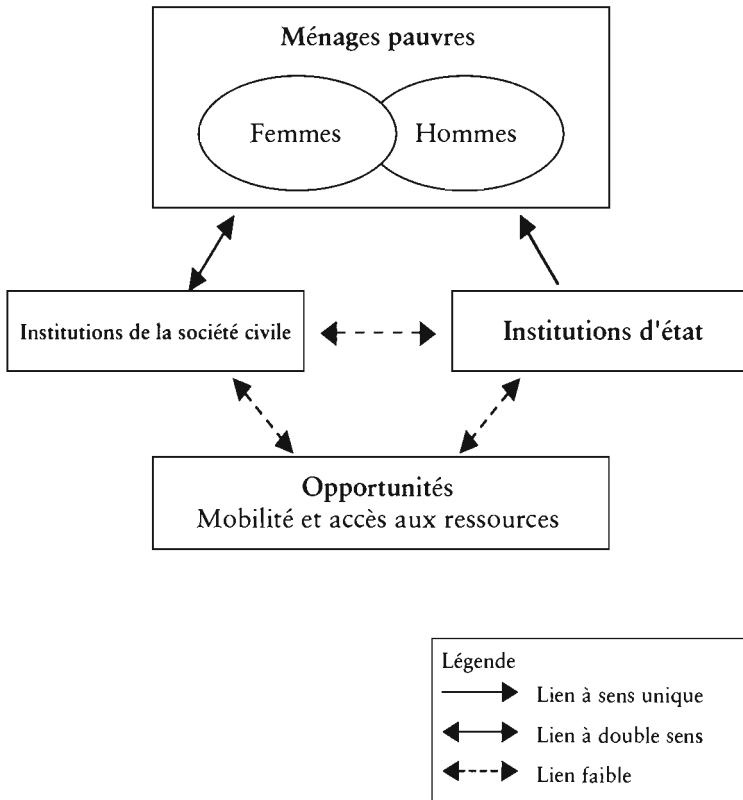 Ménages pauvres
Femmes
Hommes
Institutions de la société civile
Institutions d'état
Opportunités
Mobilité et accès aux ressources
Légende
Lien à sens unique
Lien à double sens
Lien faible